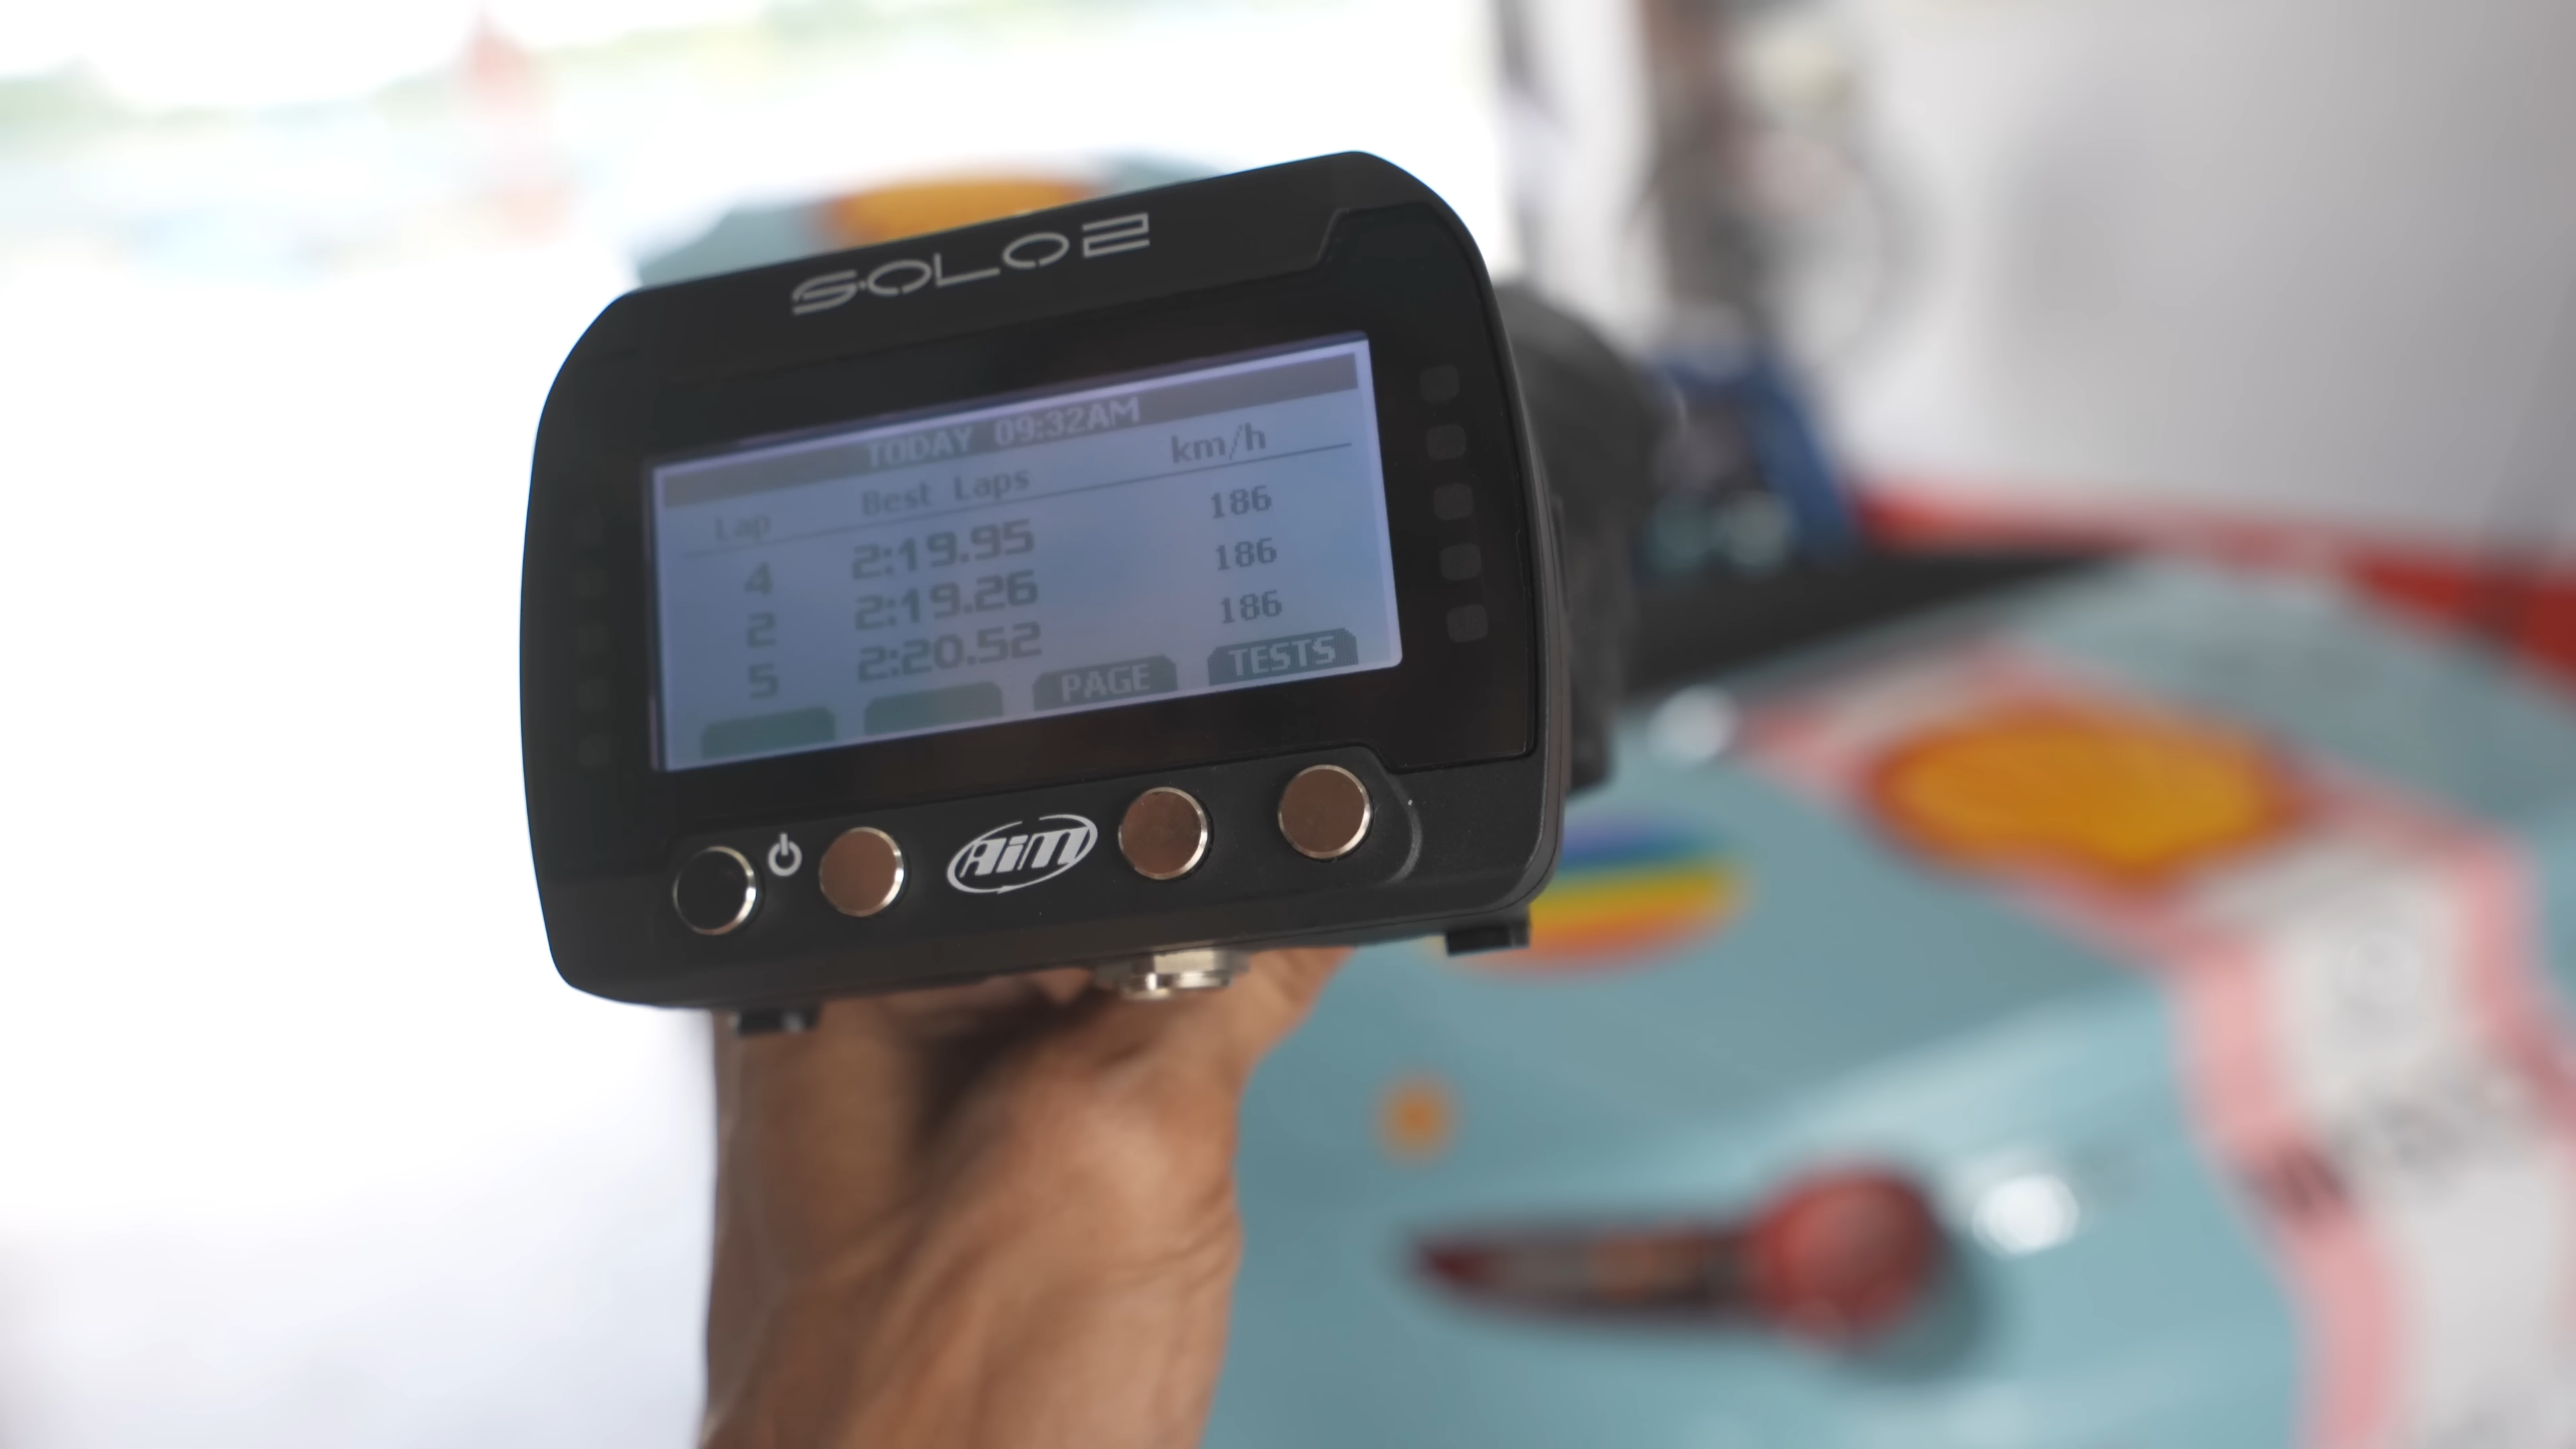 SOLO2
TODAY 09:32AM
Lap Best Laps km/h
4 2:19.95 186
2 2:19.26 186
5 2:20.52 186
PAGE TESTS
AiM